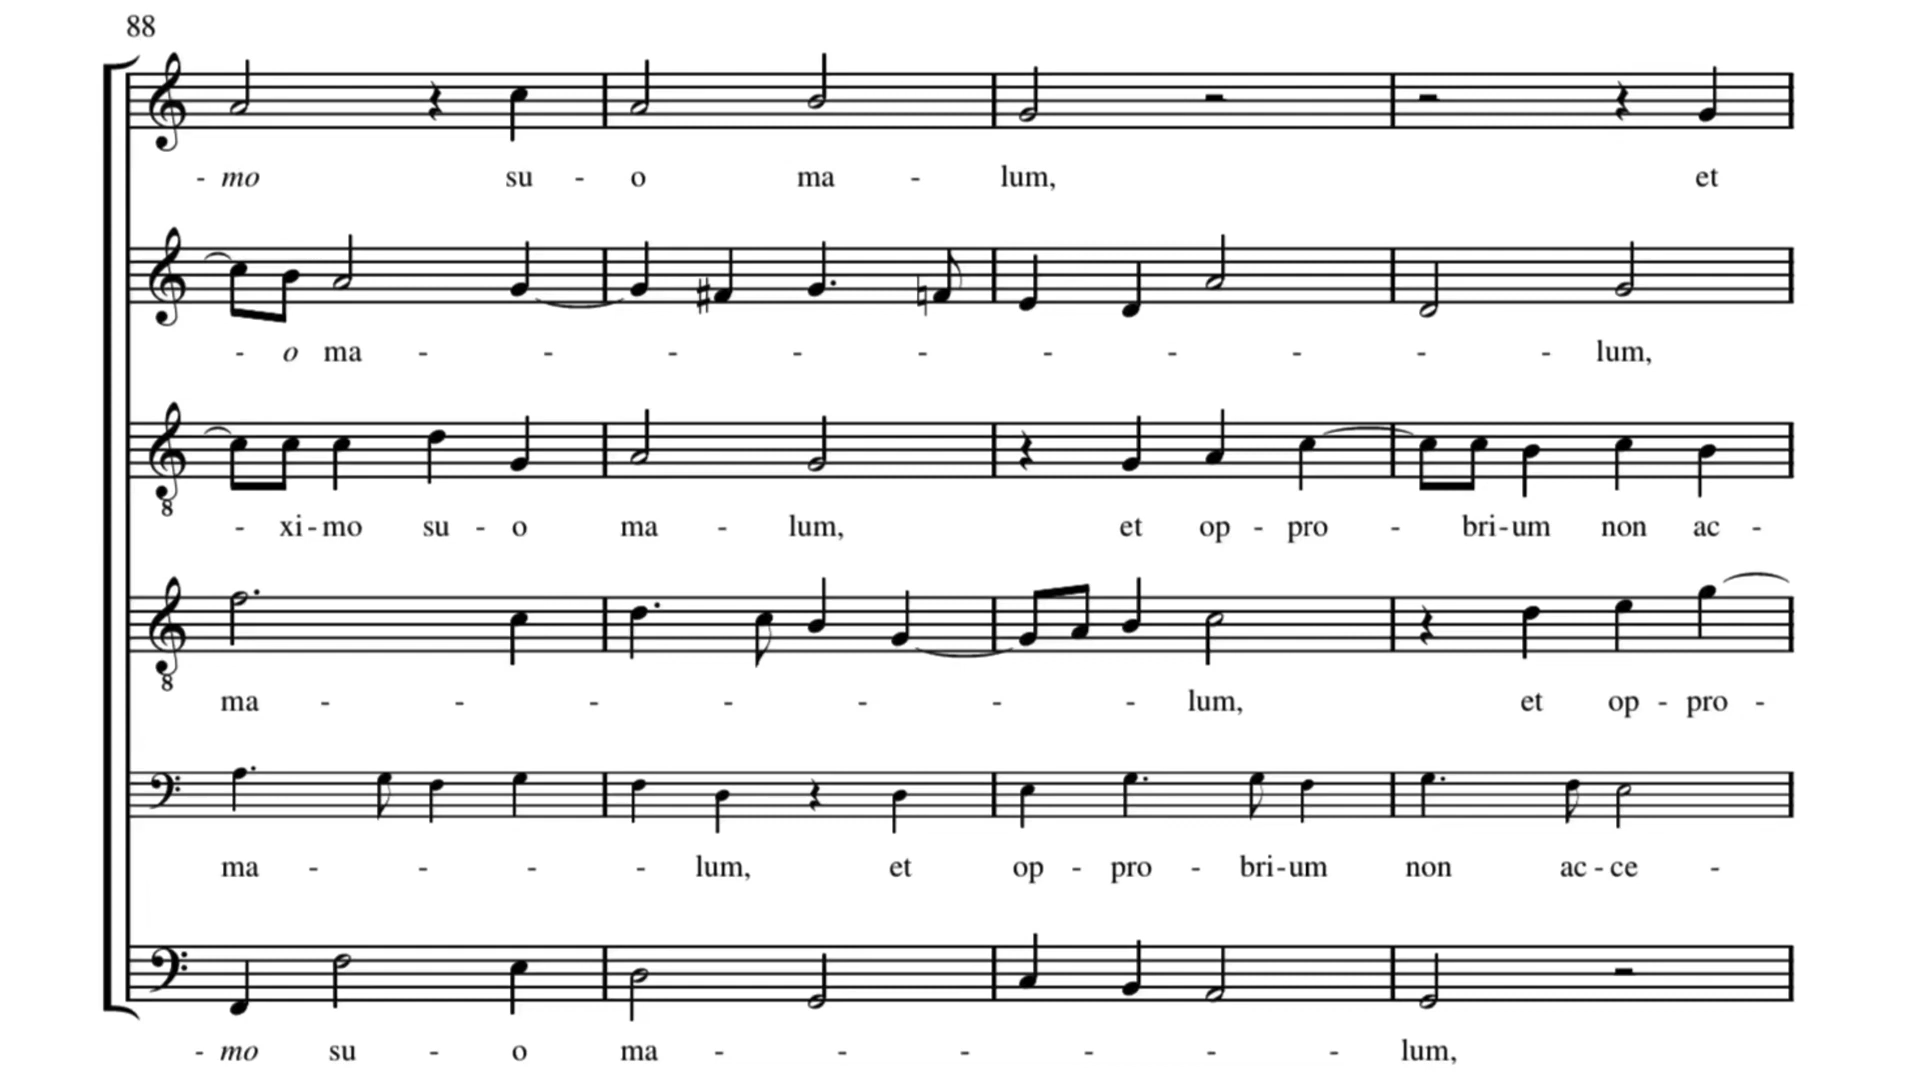 88
- mo su - o ma - lum, et
- o ma - - - - - - - - - - lum,
8
- xi - mo su - o ma - lum, et op - pro - bri - um non ac -
8
ma - - - - - - - lum, et op - pro -
ma - - - - lum, et op - pro - bri - um non ac - ce -
- mo su - o ma - - - - - - lum,